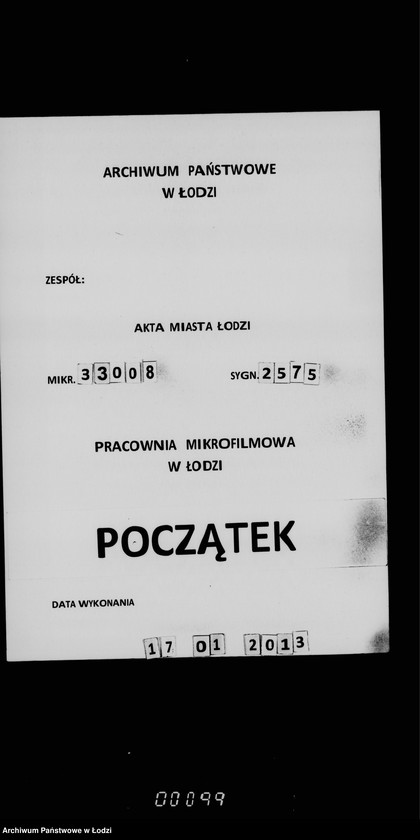 ARCHIWUM PAŃSTWOWE
W ŁODZI
ZESPÓŁ:
AKTA MIASTA ŁODZI
MIKR. 33008 SYGN. 2575
PRACOWNIA MIKROFILMOWA
W ŁODZI
POCZĄTEK
DATA WYKONANIA
17 01 2013
00099
Archiwum Państwowe w Łodzi